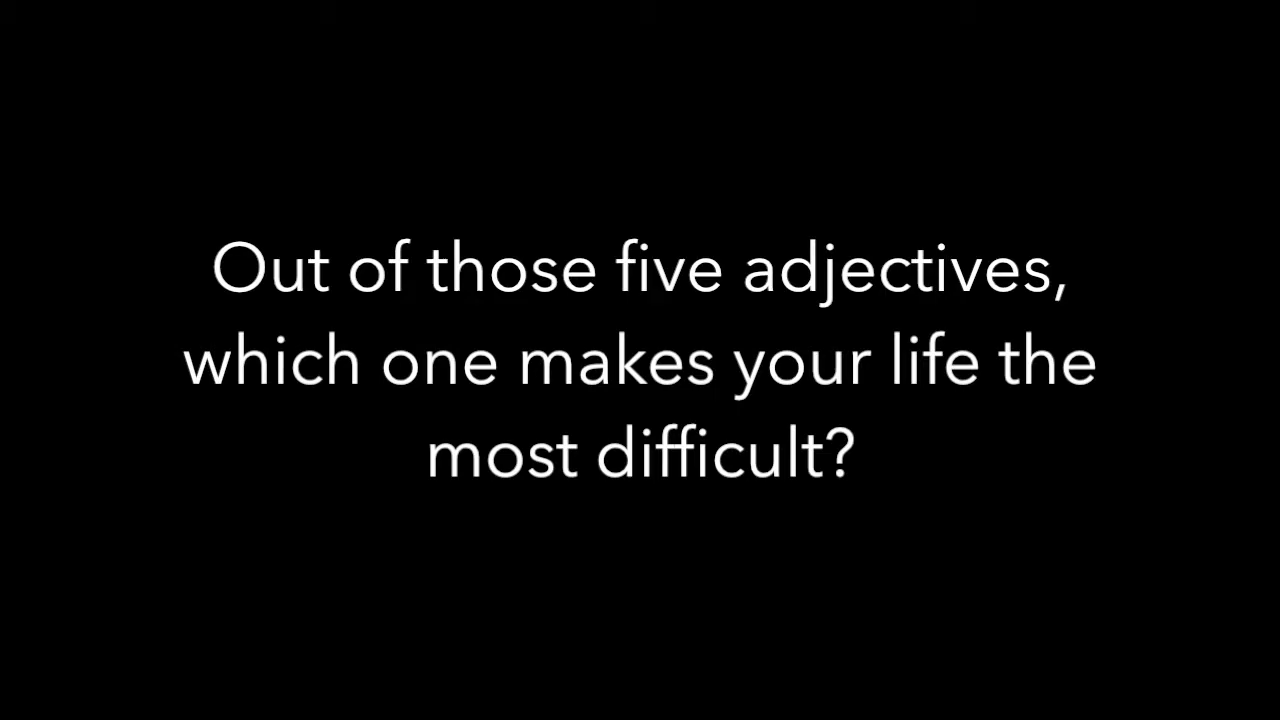 Out of those five adjectives,
which one makes your life the
most difficult?